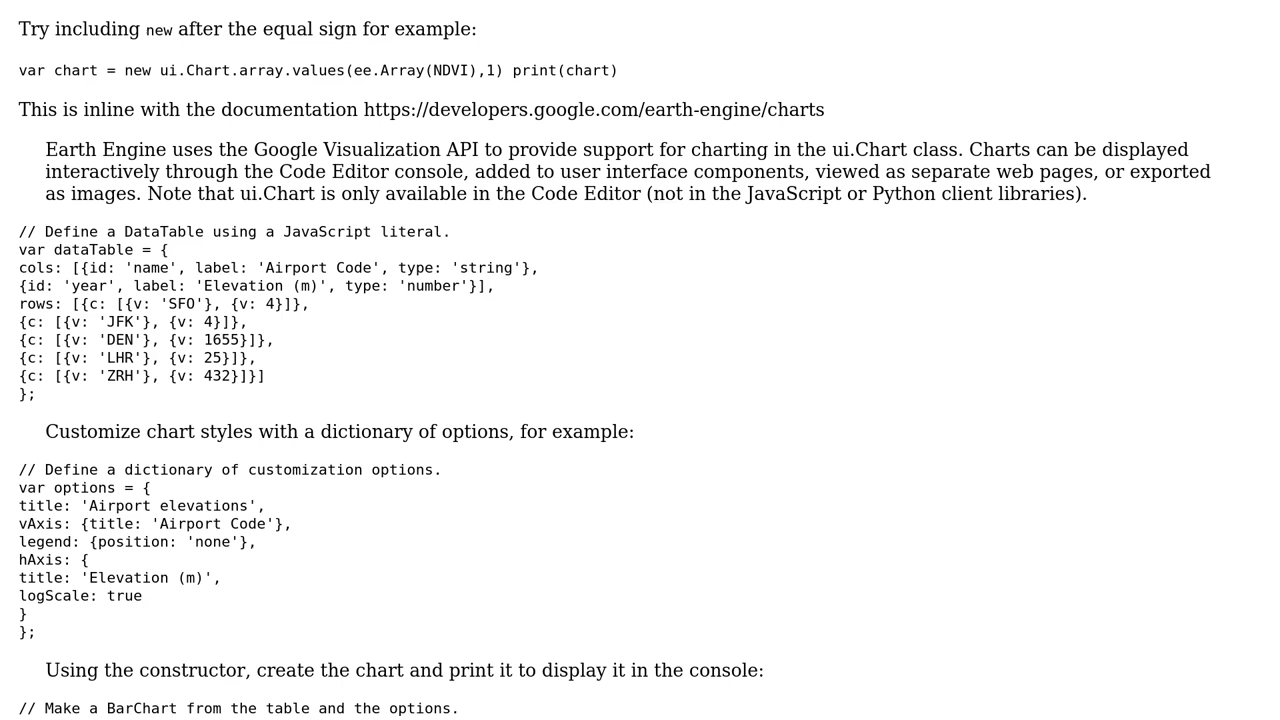 Try including new after the equal sign for example:
var chart = new ui.Chart.array.values(ee.Array(NDVI),1) print(chart)
This is inline with the documentation https://developers.google.com/earth-engine/charts
Earth Engine uses the Google Visualization API to provide support for charting in the ui.Chart class. Charts can be displayed
interactively through the Code Editor console, added to user interface components, viewed as separate web pages, or exported
as images. Note that ui.Chart is only available in the Code Editor (not in the JavaScript or Python client libraries).
// Define a DataTable using a JavaScript literal.
var dataTable = {
cols: [{id: 'name', label: 'Airport Code', type: 'string'},
{id: 'year', label: 'Elevation (m)', type: 'number'}],
rows: [{c: [{v: 'SFO'}, {v: 4}]},
{c: [{v: 'JFK'}, {v: 4}]},
{c: [{v: 'DEN'}, {v: 1655}]},
{c: [{v: 'LHR'}, {v: 25}]},
{c: [{v: 'ZRH'}, {v: 432}]}]
};
Customize chart styles with a dictionary of options, for example:
// Define a dictionary of customization options.
var options = {
title: 'Airport elevations',
vAxis: {title: 'Airport Code'},
legend: {position: 'none'},
hAxis: {
title: 'Elevation (m)',
logScale: true
}
};
Using the constructor, create the chart and print it to display it in the console:
// Make a BarChart from the table and the options.